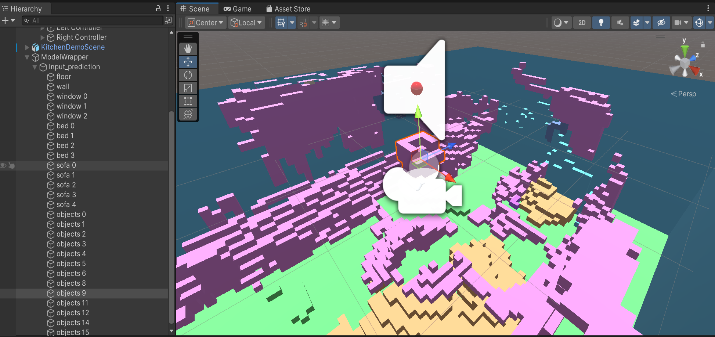 Hierarchy
All
Left Controller
Right Controller
KitchenDemoScene
ModelWrapper
Input_prediction
floor
wall
window 0
window 1
window 2
bed 0
bed 1
bed 2
bed 3
sofa 0
sofa 1
sofa 2
sofa 3
sofa 4
objects 0
objects 1
objects 2
objects 3
objects 4
objects 5
objects 6
objects 8
objects 9
objects 11
objects 12
objects 14
objects 15
Scene Game Asset Store
Center Local 2D
y
z
x
Persp